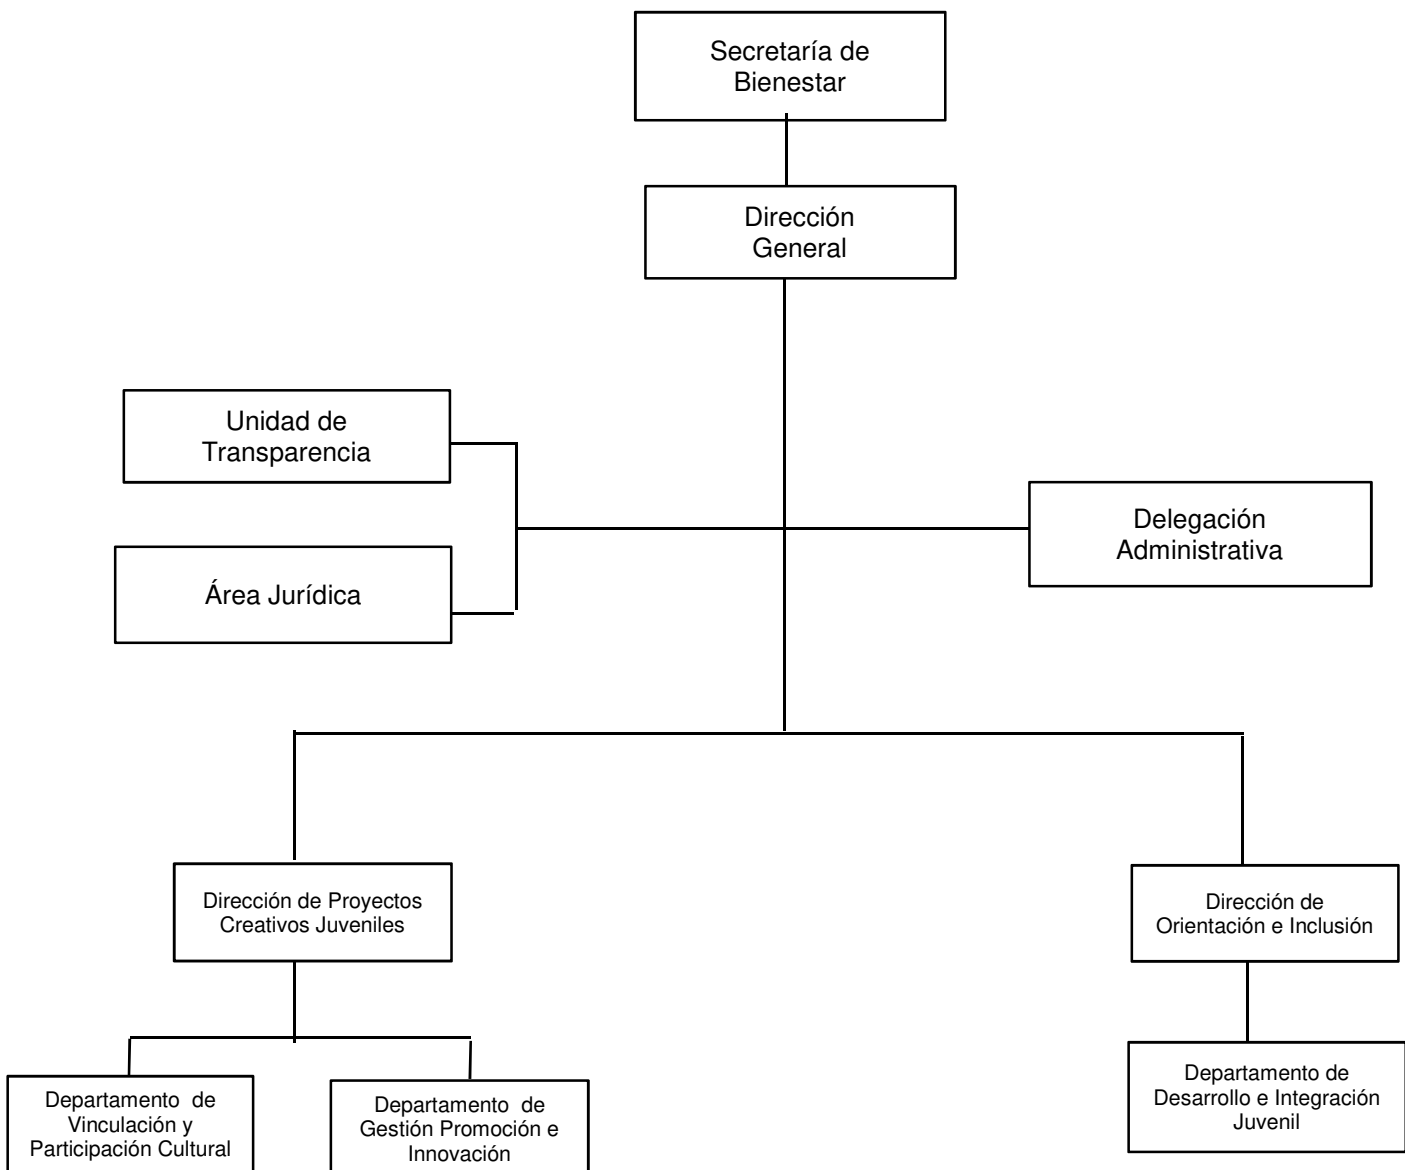 Secretaría de
Bienestar
Dirección
General
Unidad de
Transparencia
Delegación
Administrativa
Área Jurídica
Dirección de Proyectos
Creativos Juveniles
Dirección de
Orientación e Inclusión
Departamento de
Vinculación y
Participación Cultural
Departamento de
Gestión Promoción e
Innovación
Departamento de
Desarrollo e Integración
Juvenil